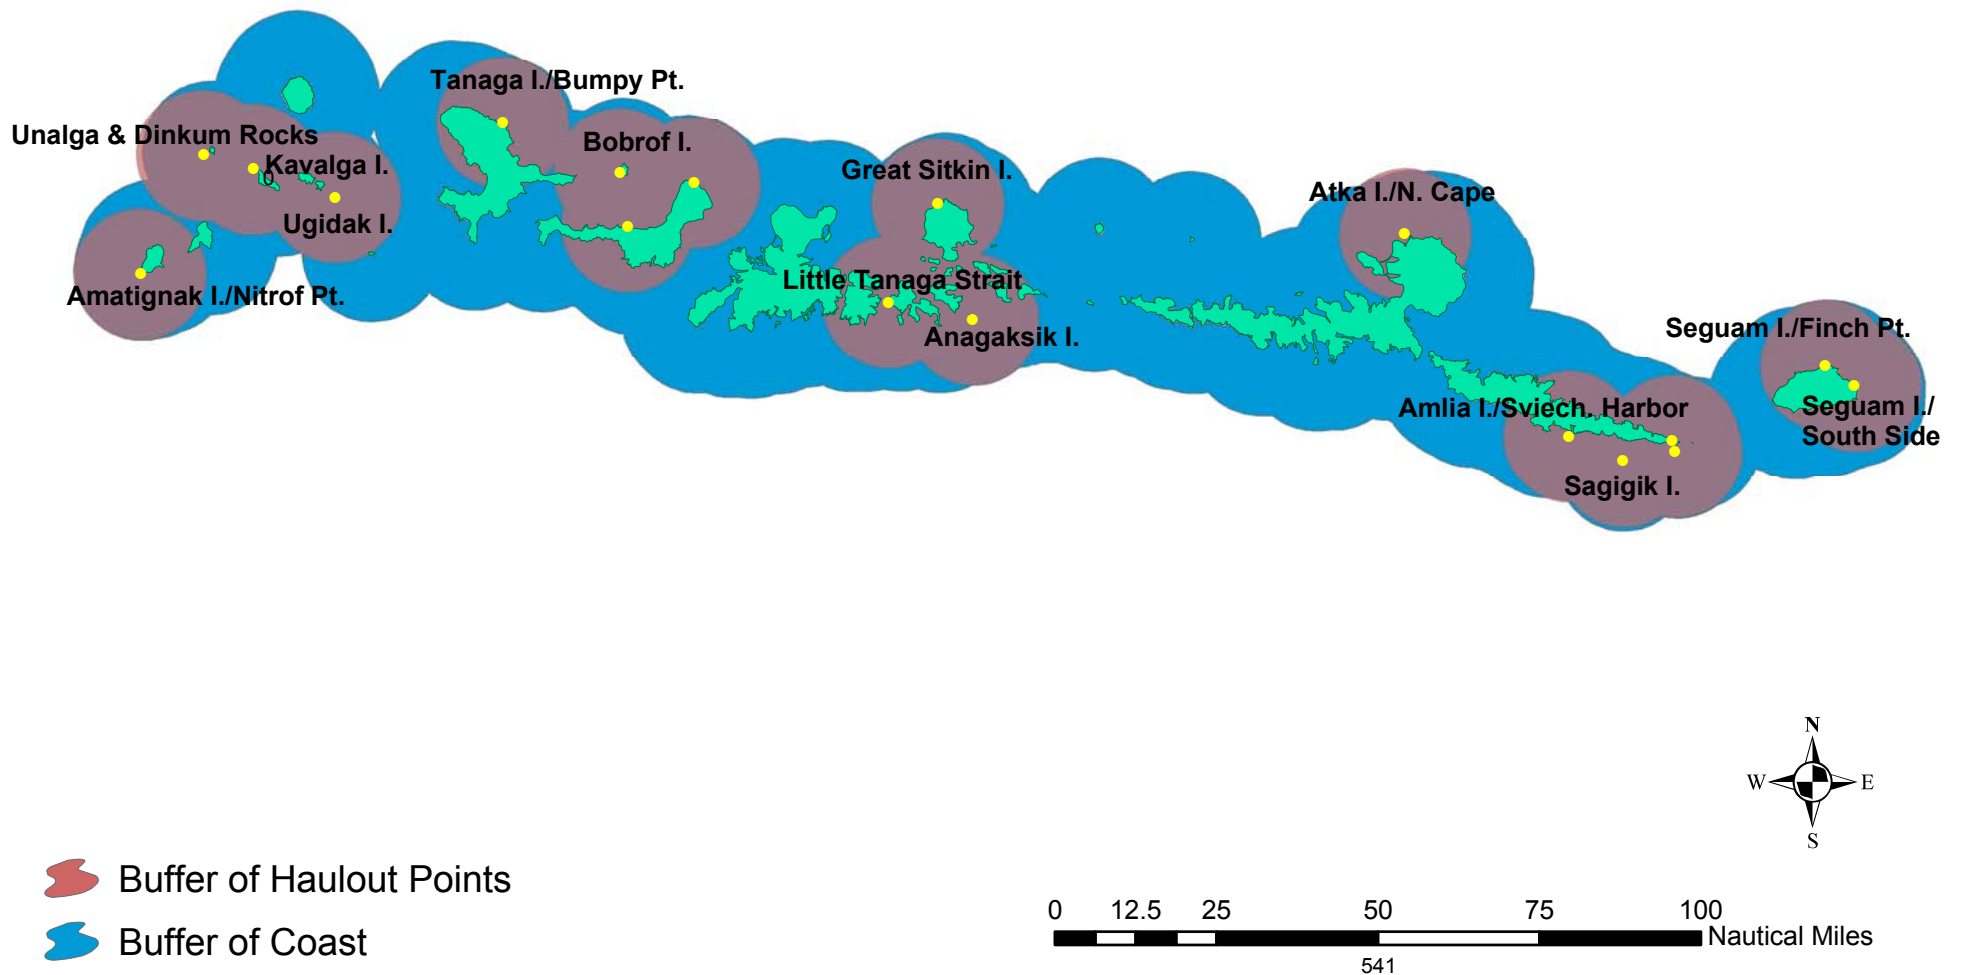 Tanaga I./Bumpy Pt.
Unalga & Dinkum Rocks
Bobrof I.
Kavalga I.
0
Great Sitkin I.
Atka I./N. Cape
Ugidak I.
Little Tanaga Strait
Amatignak I./Nitrof Pt.
Anagaksik I.
Seguam I./Finch Pt.
Amlia I./Sviech. Harbor
Seguam I./
South Side
Sagigik I.
N
W E
S
Buffer of Haulout Points
Buffer of Coast
0 12.5 25 50 75 100
Nautical Miles
541